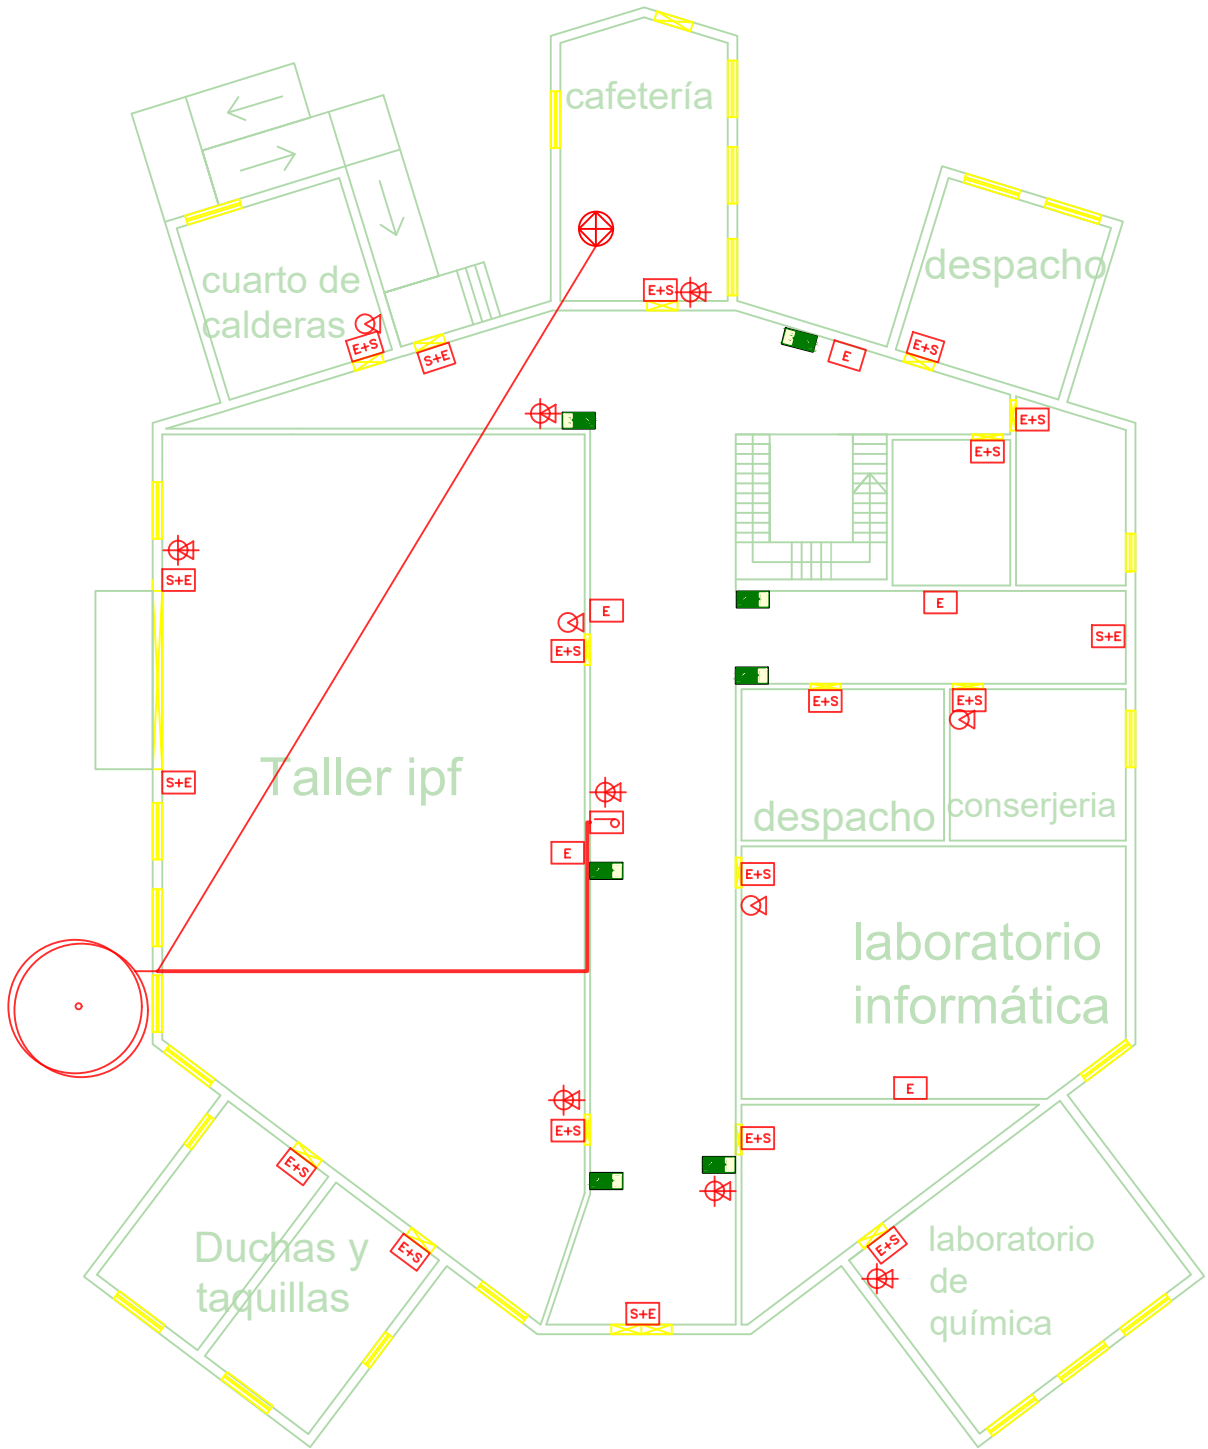 cafetería
despacho
cuarto de
calderas
E+S
E+S
S+E
E
E+S
E+S
E+S
S+E
E
E
S+E
E+S
E+S
E+S
S+E
Taller ipf
despacho
conserjeria
E
E+S
laboratorio
informática
E
E+S
E+S
E+S
Duchas y
taquillas
E+S
E+S
laboratorio
de
química
S+E